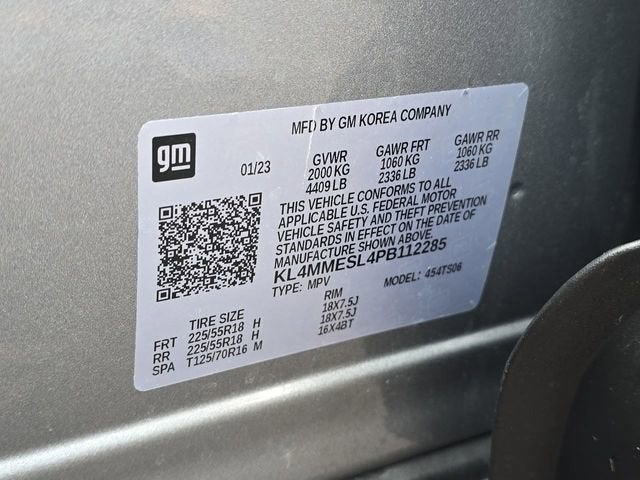 MFD BY GM KOREA COMPANY
gm
01/23
GVWR GAWR FRT GAWR RR
2000 KG 1060 KG 1060 KG
4409 LB 2336 LB 2336 LB
THIS VEHICLE CONFORMS TO ALL
APPLICABLE U.S. FEDERAL MOTOR
VEHICLE SAFETY AND THEFT PREVENTION
STANDARDS IN EFFECT ON THE DATE OF
MANUFACTURE SHOWN ABOVE.
KL4MMESL4PB112285
TYPE: MPV MODEL: 454TS06
TIRE SIZE RIM
FRT 225/55R18 H 18X7.5J
RR 225/55R18 H 18X7.5J
SPA T125/70R16 M 16X4BT